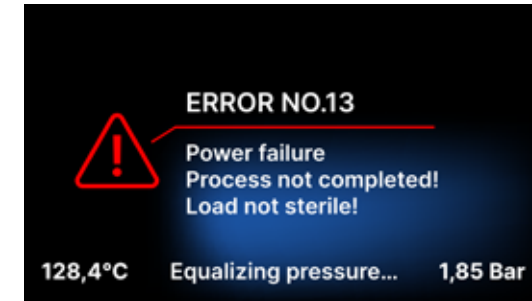 ERROR NO.13
Power failure
Process not completed!
Load not sterile!
128,4°C Equalizing pressure... 1,85 Bar